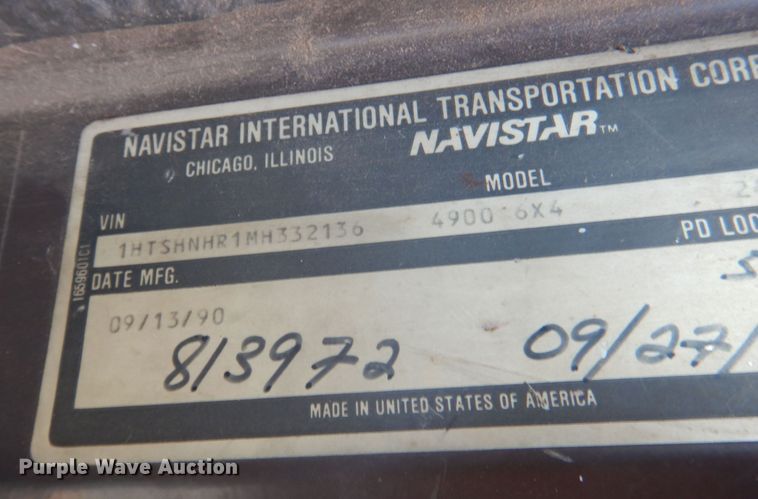 NAVISTAR INTERNATIONAL TRANSPORTATION CORP
CHICAGO, ILLINOIS NAVISTAR™
VIN MODEL
1HTSHNHR1MH332136 4900 6X4
DATE MFG. PD LOC
09/13/90
813972 09/27/
MADE IN UNITED STATES OF AMERICA
1659601C1
Purple Wave Auction